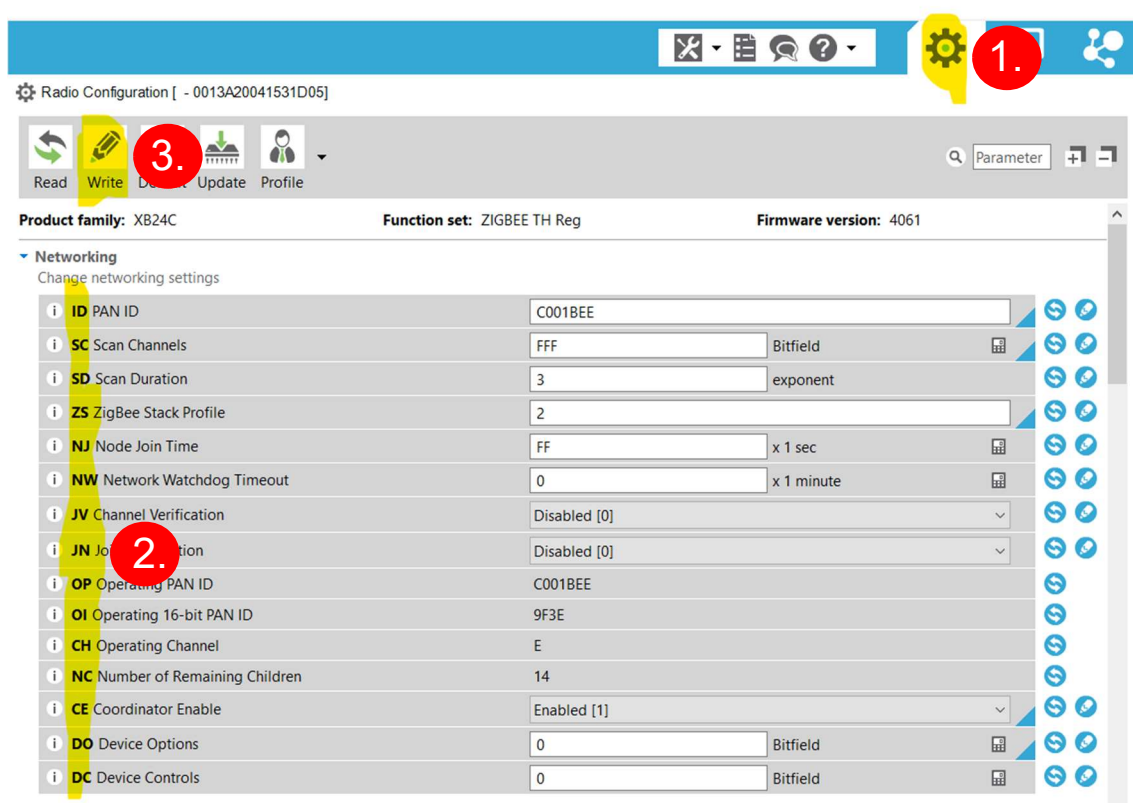 1.
Radio Configuration [ - 0013A20041531D05]
3.
Parameter
Read Write Update Profile
Product family: XB24C Function set: ZIGBEE TH Reg Firmware version: 4061
Networking
Change networking settings
i ID PAN ID C001BEE
i SC Scan Channels FFF Bitfield
i SD Scan Duration 3 exponent
i ZS ZigBee Stack Profile 2
i NJ Node Join Time FF x 1 sec
i NW Network Watchdog Timeout 0 x 1 minute
i JV Channel Verification Disabled [0]
i JN Disabled [0]
2.
i OP Operating PAN ID C001BEE
i OI Operating 16-bit PAN ID 9F3E
i CH Operating Channel E
i NC Number of Remaining Children 14
i CE Coordinator Enable Enabled [1]
i DO Device Options 0 Bitfield
i DC Device Controls 0 Bitfield